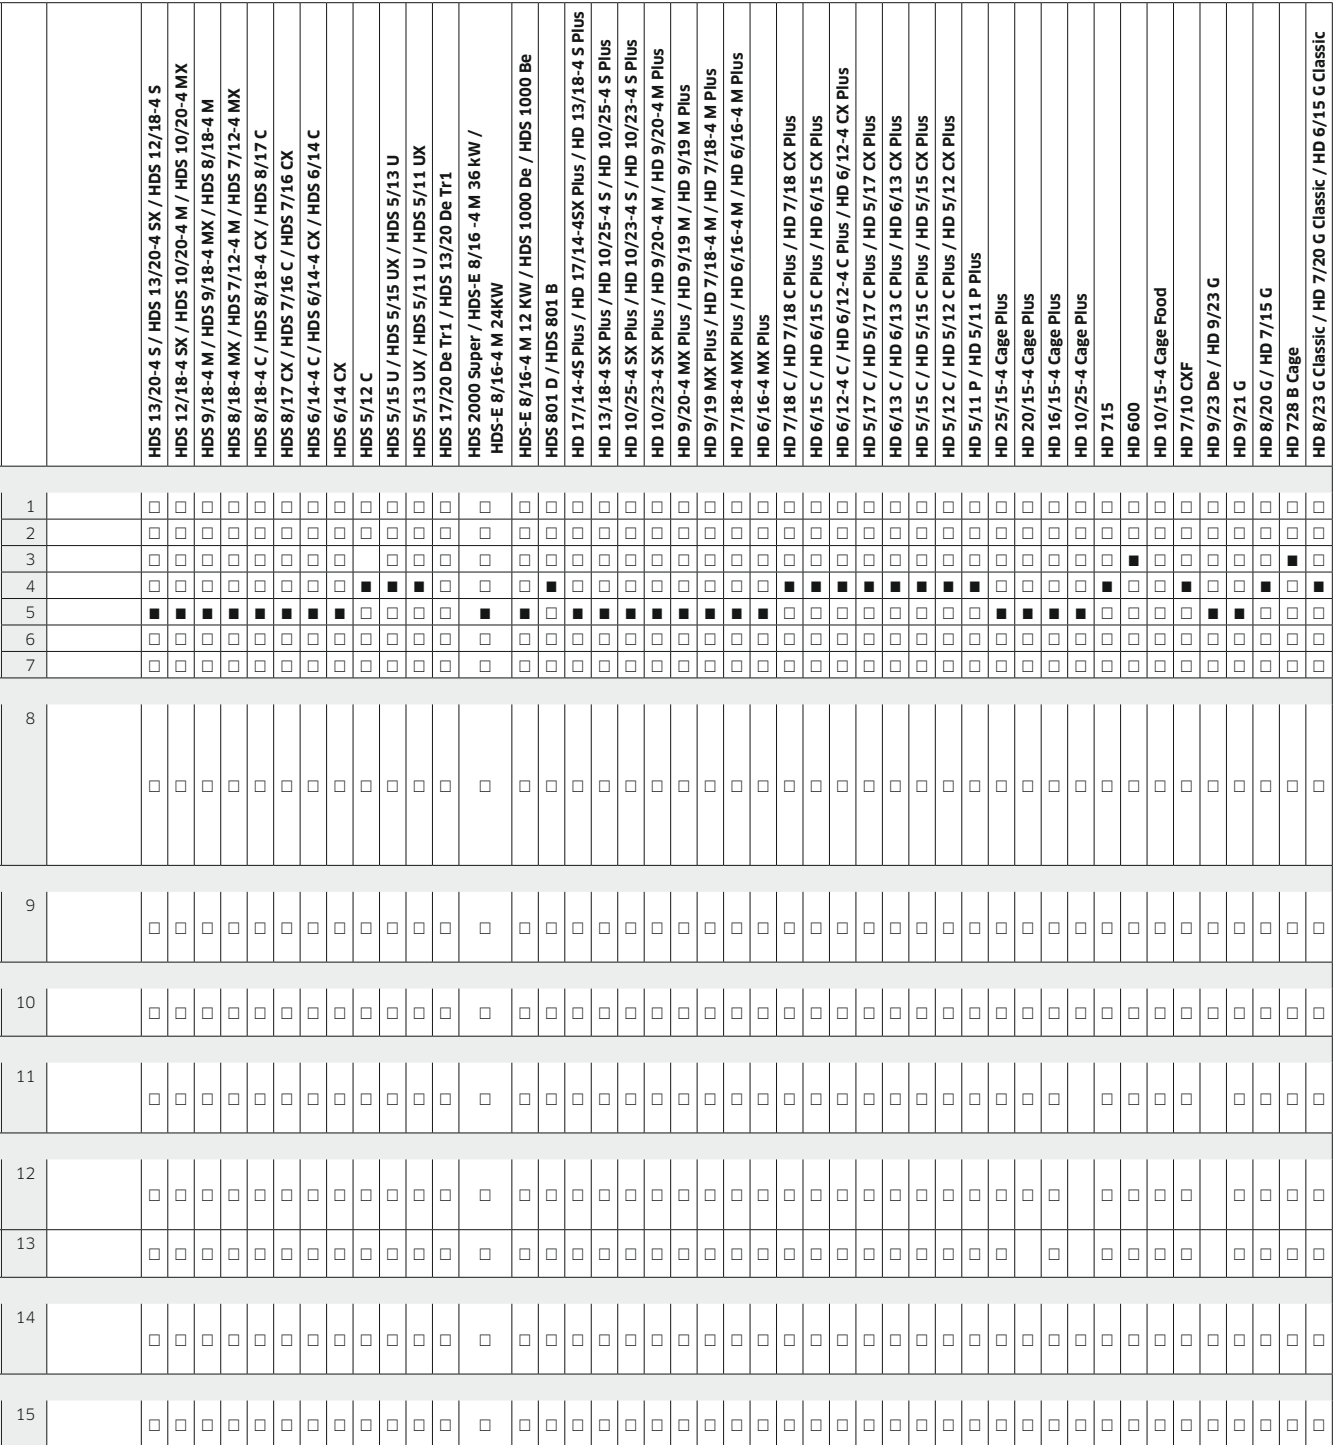 HDS 13/20-4 S / HDS 13/20-4 SX / HDS 12/18-4 S
HDS 12/18-4 SX / HDS 10/20-4 M / HDS 10/20-4 MX
HDS 9/18-4 M / HDS 9/18-4 MX / HDS 8/18-4 M
HDS 8/18-4 MX / HDS 7/12-4 M / HDS 7/12-4 MX
HDS 8/18-4 C / HDS 8/18-4 CX / HDS 8/17 C
HDS 8/17 CX / HDS 7/16 C / HDS 7/16 CX
HDS 6/14-4 C / HDS 6/14-4 CX / HDS 6/14 C
HDS 6/14 CX
HDS 5/12 C
HDS 5/15 U / HDS 5/15 UX / HDS 5/13 U
HDS 5/13 UX / HDS 5/11 U / HDS 5/11 UX
HDS 17/20 De Tr1 / HDS 13/20 De Tr1
HDS 2000 Super / HDS-E 8/16 -4 M 36 kW /
HDS-E 8/16-4 M 24KW
HDS-E 8/16-4 M 12 KW / HDS 1000 De / HDS 1000 Be
HDS 801 D / HDS 801 B
HD 17/14-4S Plus / HD 17/14-4SX Plus / HD 13/18-4 S Plus
HD 13/18-4 SX Plus / HD 10/25-4 S / HD 10/25-4 S Plus
HD 10/25-4 SX Plus / HD 10/23-4 S / HD 10/23-4 S Plus
HD 10/23-4 SX Plus / HD 9/20-4 M / HD 9/20-4 M Plus
HD 9/20-4 MX Plus / HD 9/19 M / HD 9/19 M Plus
HD 9/19 MX Plus / HD 7/18-4 M / HD 7/18-4 M Plus
HD 7/18-4 MX Plus / HD 6/16-4 M / HD 6/16-4 M Plus
HD 6/16-4 MX Plus
HD 7/18 C / HD 7/18 C Plus / HD 7/18 CX Plus
HD 6/15 C / HD 6/15 C Plus / HD 6/15 CX Plus
HD 6/12-4 C / HD 6/12-4 C Plus / HD 6/12-4 CX Plus
HD 5/17 C / HD 5/17 C Plus / HD 5/17 CX Plus
HD 6/13 C / HD 6/13 C Plus / HD 6/13 CX Plus
HD 5/15 C / HD 5/15 C Plus / HD 5/15 CX Plus
HD 5/12 C / HD 5/12 C Plus / HD 5/12 CX Plus
HD 5/11 P / HD 5/11 P Plus
HD 25/15-4 Cage Plus
HD 20/15-4 Cage Plus
HD 16/15-4 Cage Plus
HD 10/25-4 Cage Plus
HD 715
HD 600
HD 10/15-4 Cage Food
HD 7/10 CXF
HD 9/23 De / HD 9/23 G
HD 9/21 G
HD 8/20 G / HD 7/15 G
HD 728 B Cage
HD 8/23 G Classic / HD 7/20 G Classic / HD 6/15 G Classic
1
2
3
4
5
6
7
8
9
10
11
12
13
14
15